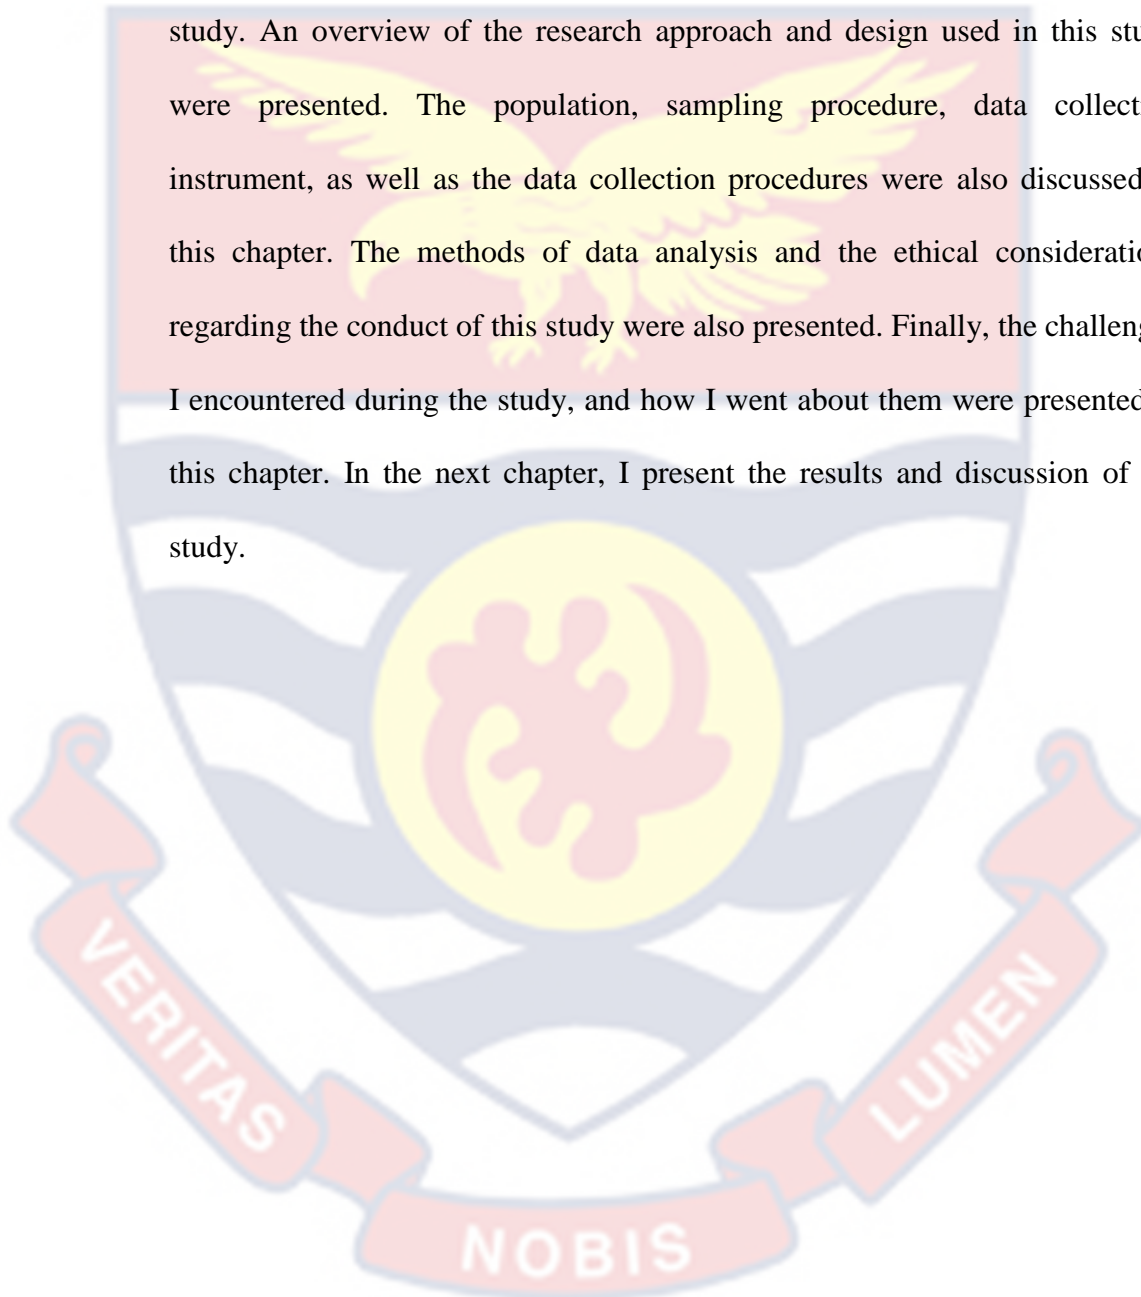 study. An overview of the research approach and design used in this stu
were presented. The population, sampling procedure, data collecti
instrument, as well as the data collection procedures were also discussed
this chapter. The methods of data analysis and the ethical consideratio
regarding the conduct of this study were also presented. Finally, the challeng
I encountered during the study, and how I went about them were presented
this chapter. In the next chapter, I present the results and discussion of
study.
VERITAS
NOBIS
LUMEN